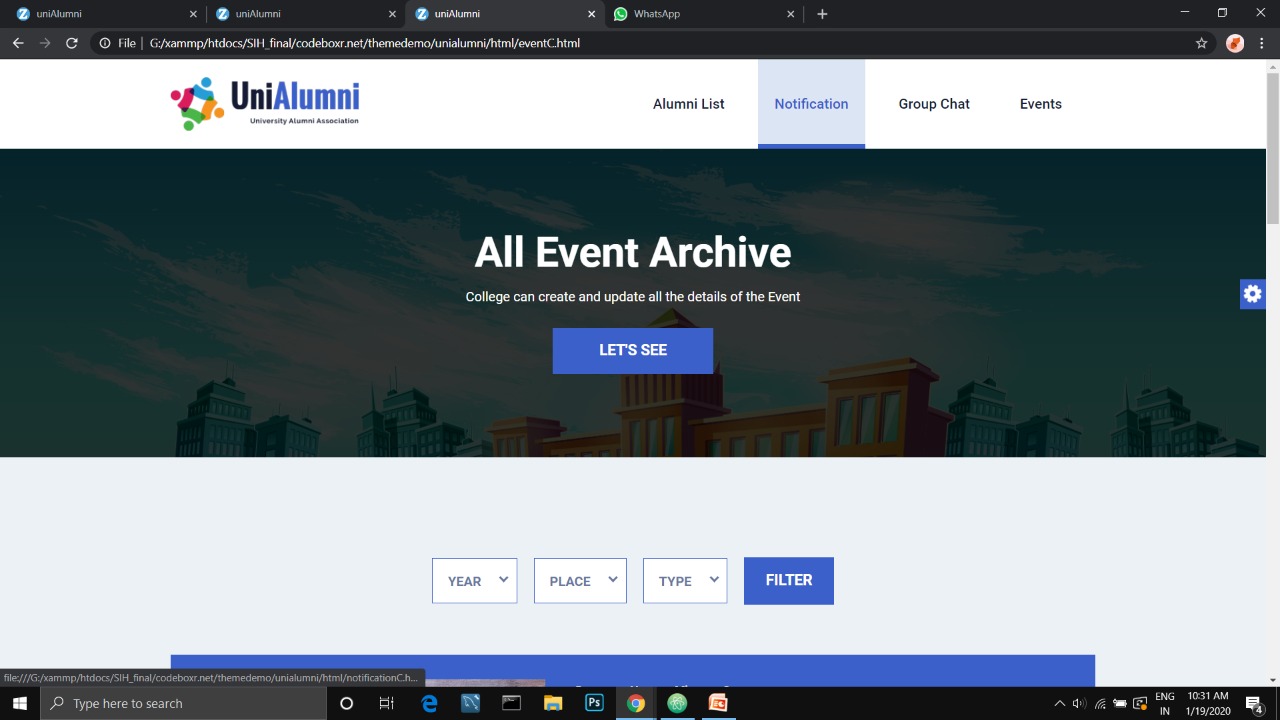 uniAlumni
uniAlumni
uniAlumni
WhatsApp
File | G:/xammp/htdocs/SIH_final/codeboxr.net/themedemo/unialumni/html/eventC.html
UniAlumni
University Alumni Association
Alumni List
Notification
Group Chat
Events
All Event Archive
College can create and update all the details of the Event
LET'S SEE
YEAR
PLACE
TYPE
FILTER
file:///G:/xammp/htdocs/SIH_final/codeboxr.net/themedemo/unialumni/html/notificationC.h...
Type here to search
Ps
ENG
IN
10:31 AM
1/19/2020
4